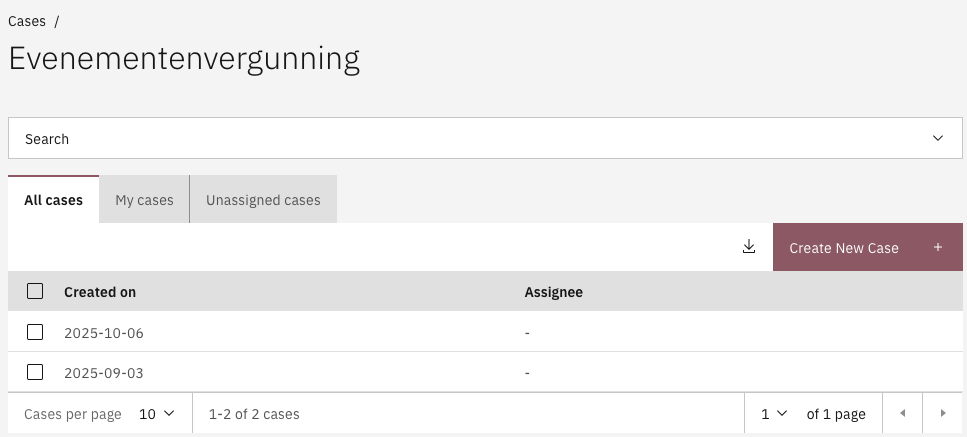 Cases /
Evenementenvergunning
Search
All cases My cases Unassigned cases
Create New Case +
Created on Assignee
2025-10-06 -
2025-09-03 -
Cases per page 10 1-2 of 2 cases 1 of 1 page